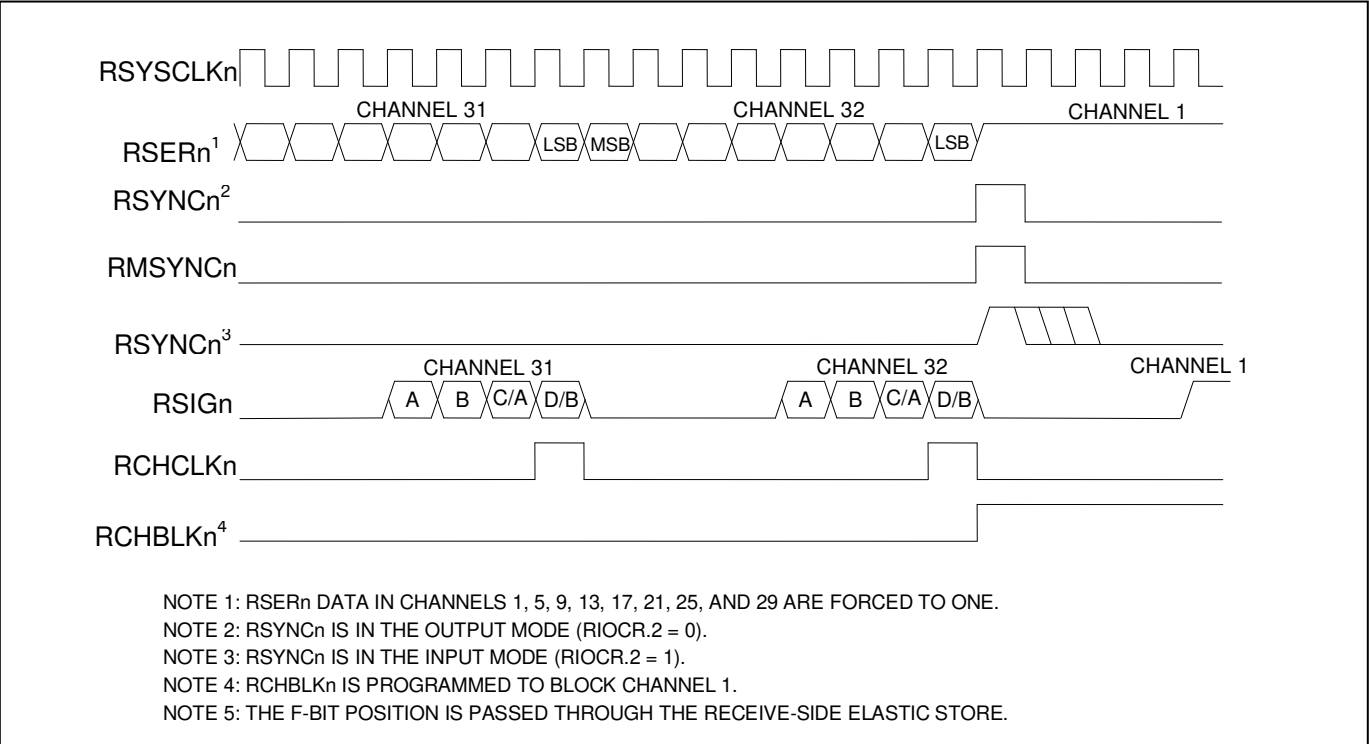 RSYSCLKn
CHANNEL 31 CHANNEL 32 CHANNEL 1
RSERn¹ LSB MSB LSB
RSYNCn²
RMSYNCn
RSYNCn³
CHANNEL 31 CHANNEL 32 CHANNEL 1
RSIGn A B C/A D/B A B C/A D/B
RCHCLKn
RCHBLKn⁴
NOTE 1: RSERn DATA IN CHANNELS 1, 5, 9, 13, 17, 21, 25, AND 29 ARE FORCED TO ONE.
NOTE 2: RSYNCn IS IN THE OUTPUT MODE (RIOCR.2 = 0).
NOTE 3: RSYNCn IS IN THE INPUT MODE (RIOCR.2 = 1).
NOTE 4: RCHBLKn IS PROGRAMMED TO BLOCK CHANNEL 1.
NOTE 5: THE F-BIT POSITION IS PASSED THROUGH THE RECEIVE-SIDE ELASTIC STORE.